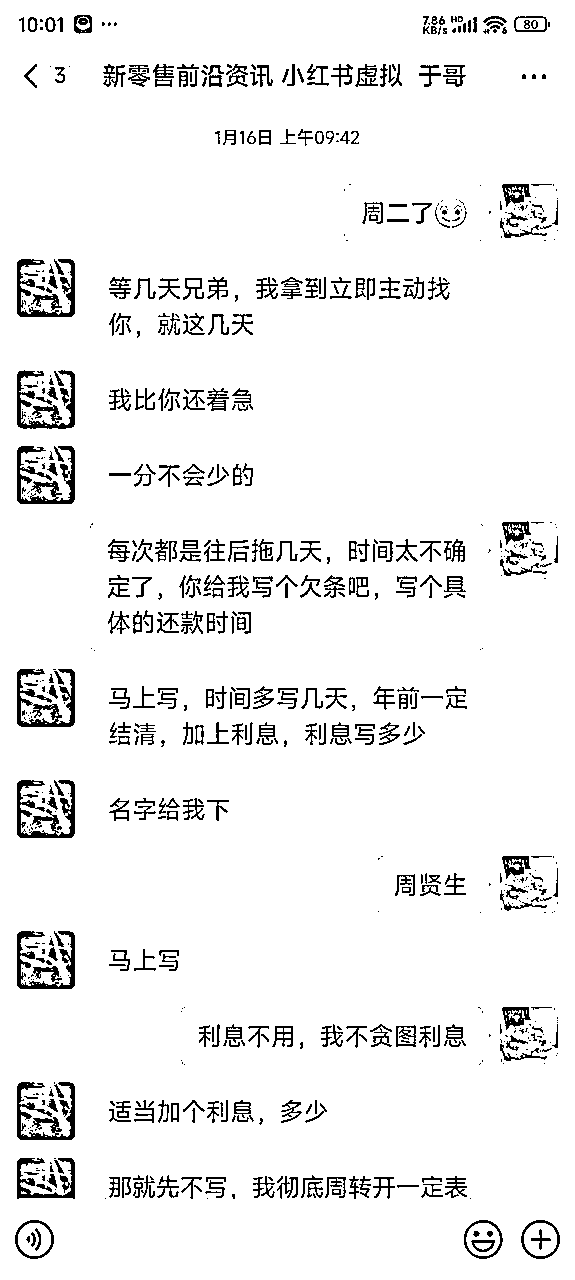 10:01 ··· 7.86 KB/s HD 80
3 新零售前沿资讯 小红书虚拟 于哥 ···
1月16日 上午09:42
周二了
等几天兄弟，我拿到立即主动找
你，就这几天
我比你还着急
一分不会少的
每次都是往后拖几天，时间太不确
定了，你给我写个欠条吧，写个具
体的还款时间
马上写，时间多写几天，年前一定
结清，加上利息，利息写多少
名字给我下
周贤生
马上写
利息不用，我不贪图利息
适当加个利息，多少
那就先不写，我彻底周转开一定表